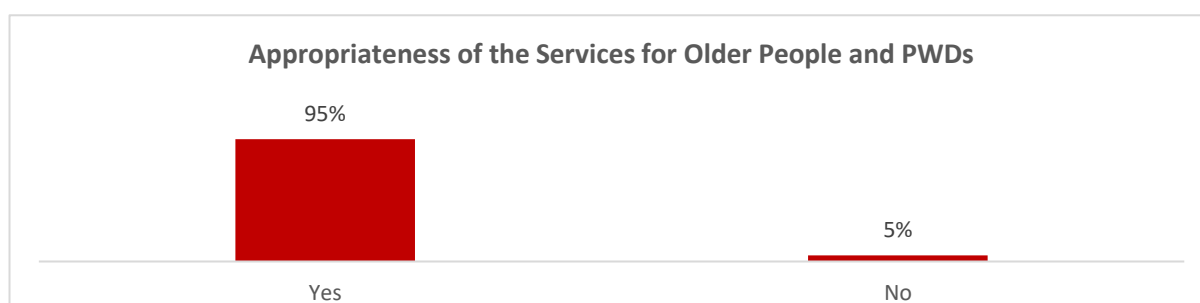 Appropriateness of the Services for Older People and PWDs
95%
5%
Yes
No